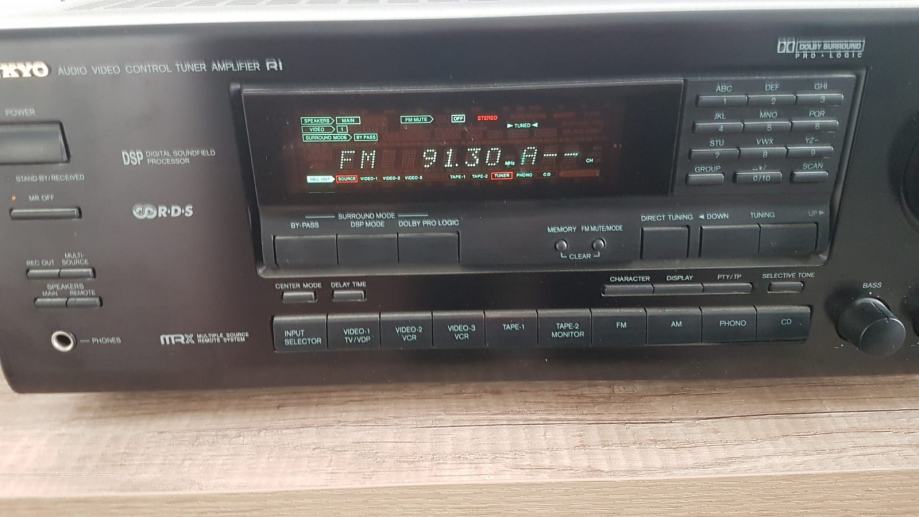 KYO AUDIO VIDEO CONTROL TUNER AMPLIFIER RI
DOLBY SURROUND
PRO • LOGIC
POWER
STAND-BY/RECEIVED
MR OFF
DSP DIGITAL SOUNDFIELD
PROCESSOR
R•D•S
SPEAKERS MAIN FM MUTE OFF STEREO
VIDEO 1 ▶ TUNED ◀
SURROUND MODE BY PASS
FM 91.30 MHz A-- CH
REC OUT SOURCE VIDEO-1 VIDEO-2 VIDEO-3 TAPE-1 TAPE-2 TUNER PHONO CD
ABC DEF GHI
1 2 3
JKL MNO PQR
4 5 6
STU VWX YZ-
7 8 9
GROUP SCAN
0/10
SURROUND MODE
BY-PASS DSP MODE DOLBY PRO LOGIC
MEMORY FM MUTE/MODE
CLEAR
DIRECT TUNING ◀ DOWN TUNING UP ▶
REC OUT MULTI-SOURCE
SPEAKERS
MAIN REMOTE
CENTER MODE DELAY TIME
CHARACTER DISPLAY PTY/TP SELECTIVE TONE
BASS
PHONES
MRX MULTIPLE SOURCE
REMOTE SYSTEM
INPUT SELECTOR
VIDEO-1 TV/VDP
VIDEO-2 VCR
VIDEO-3 VCR
TAPE-1
TAPE-2 MONITOR
FM
AM
PHONO
CD